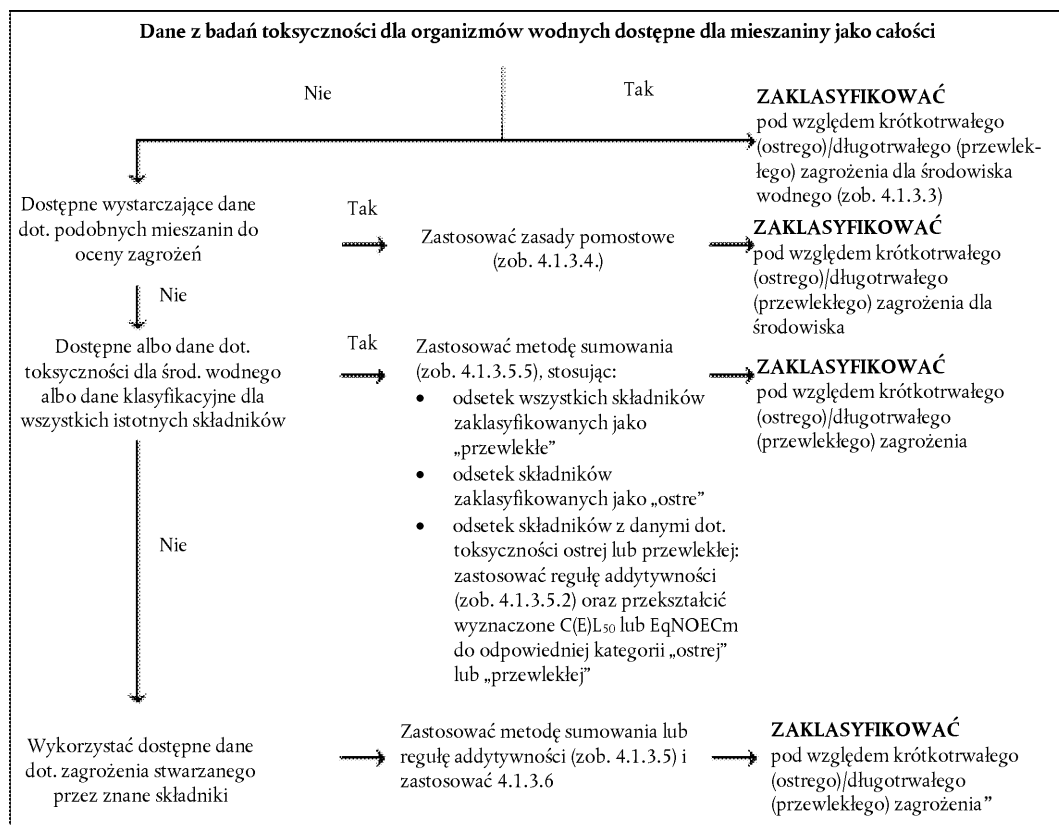 Dane z badań toksyczności dla organizmów wodnych dostępne dla mieszaniny jako całości
Nie
Tak
ZAKLASYFIKOWAĆ
pod względem krótkotrwałego
(ostrego)/długotrwałego (przewlek-
łego) zagrożenia dla środowiska
wodnego (zob. 4.1.3.3)
Dostępne wystarczające dane
dot. podobnych mieszanin do
oceny zagrożeń
Tak
Zastosować zasady pomostowe
(zob. 4.1.3.4.)
ZAKLASYFIKOWAĆ
pod względem krótkotrwałego
(ostrego)/długotrwałego
(przewlekłego) zagrożenia dla
środowiska
Nie
Dostępne albo dane dot.
toksyczności dla środ. wodnego
albo dane klasyfikacyjne dla
wszystkich istotnych składników
Tak
Zastosować metodę sumowania
(zob. 4.1.3.5.5), stosując:
• odsetek wszystkich składników
zaklasyfikowanych jako
„przewlekłe”
• odsetek składników
zaklasyfikowanych jako „ostre”
• odsetek składników z danymi dot.
toksyczności ostrej lub przewlekłej:
zastosować regułę addytywności
(zob. 4.1.3.5.2) oraz przekształcić
wyznaczone C(E)L₅₀ lub EqNOECm
do odpowiedniej kategorii „ostrej”
lub „przewlekłej”
ZAKLASYFIKOWAĆ
pod względem krótkotrwałego
(ostrego)/długotrwałego
(przewlekłego) zagrożenia
Nie
Wykorzystać dostępne dane
dot. zagrożenia stwarzanego
przez znane składniki
Zastosować metodę sumowania lub
regułę addytywności (zob. 4.1.3.5) i
zastosować 4.1.3.6
ZAKLASYFIKOWAĆ
pod względem krótkotrwałego
(ostrego)/długotrwałego
(przewlekłego) zagrożenia”